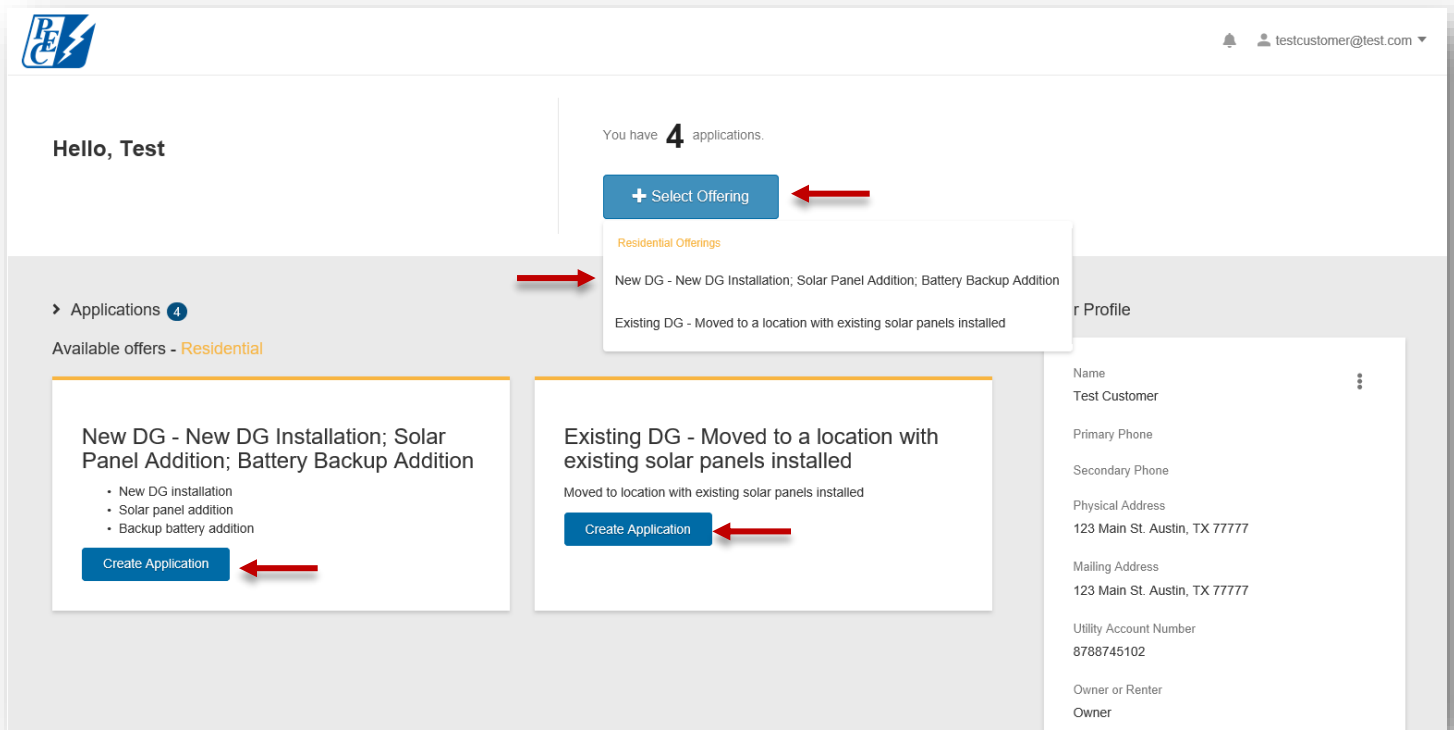 PEC
testcustomer@test.com
Hello, Test
You have 4 applications.
Select Offering
Residential Offerings
New DG - New DG Installation; Solar Panel Addition; Battery Backup Addition
Existing DG - Moved to a location with existing solar panels installed
Applications 4
Available offers - Residential
New DG - New DG Installation; Solar
Panel Addition; Battery Backup Addition
• New DG installation
• Solar panel addition
• Backup battery addition
Create Application
Existing DG - Moved to a location with
existing solar panels installed
Moved to location with existing solar panels installed
Create Application
r Profile
Name
Test Customer
Primary Phone
Secondary Phone
Physical Address
123 Main St. Austin, TX 77777
Mailing Address
123 Main St. Austin, TX 77777
Utility Account Number
8788745102
Owner or Renter
Owner